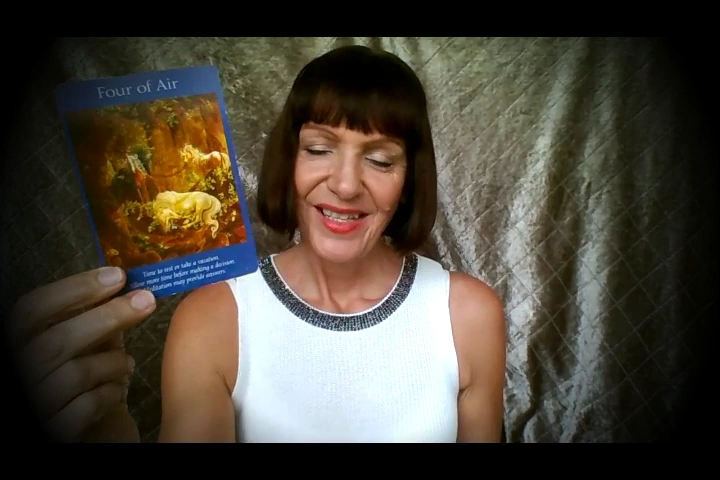 Four of Air
Time to rest or take a vacation.
Allow more time before making a decision.
Meditation may provide answers.